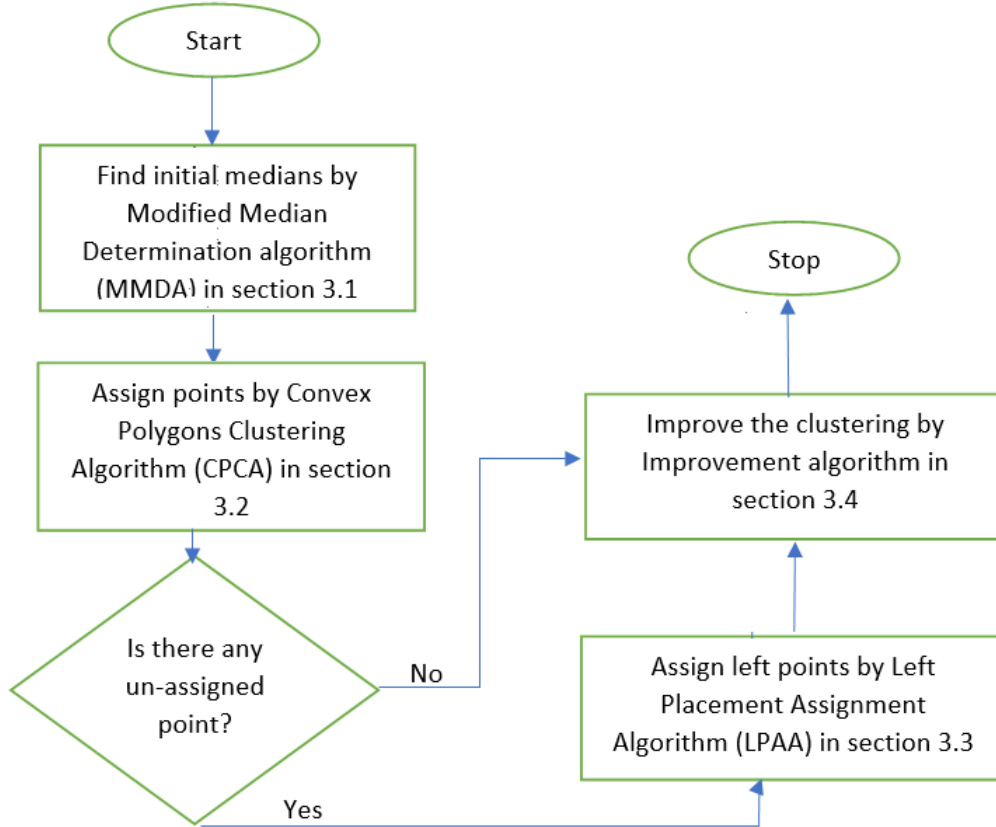 Start
Find initial medians by
Modified Median
Determination algorithm
(MMDA) in section 3.1
Assign points by Convex
Polygons Clustering
Algorithm (CPCA) in section
3.2
Is there any
un-assigned
point?
No
Yes
Assign left points by Left
Placement Assignment
Algorithm (LPAA) in section 3.3
Improve the clustering by
Improvement algorithm in
section 3.4
Stop